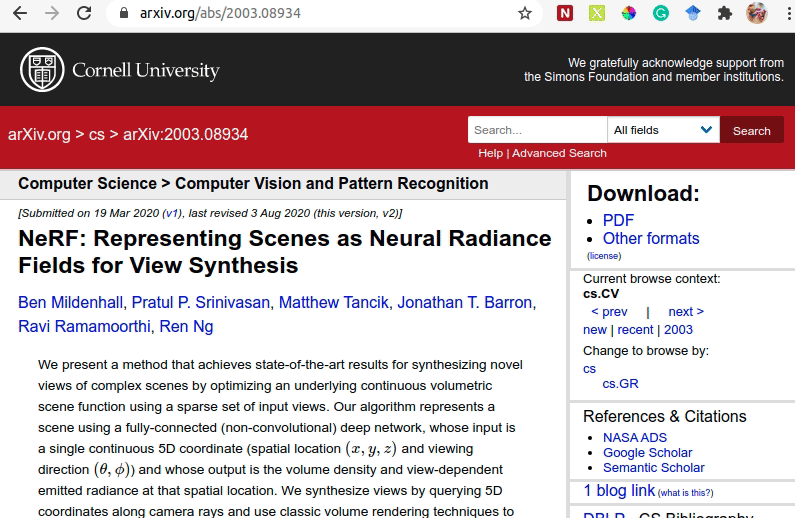 arxiv.org/abs/2003.08934
Cornell University
We gratefully acknowledge support from
the Simons Foundation and member institutions.
arXiv.org > cs > arXiv:2003.08934
Search...
All fields
Search
Help | Advanced Search
Computer Science > Computer Vision and Pattern Recognition
[Submitted on 19 Mar 2020 (v1), last revised 3 Aug 2020 (this version, v2)]
NeRF: Representing Scenes as Neural Radiance
Fields for View Synthesis
Ben Mildenhall, Pratul P. Srinivasan, Matthew Tancik, Jonathan T. Barron,
Ravi Ramamoorthi, Ren Ng
We present a method that achieves state-of-the-art results for synthesizing novel
views of complex scenes by optimizing an underlying continuous volumetric
scene function using a sparse set of input views. Our algorithm represents a
scene using a fully-connected (non-convolutional) deep network, whose input is
a single continuous 5D coordinate (spatial location (x, y, z) and viewing
direction (θ, ϕ)) and whose output is the volume density and view-dependent
emitted radiance at that spatial location. We synthesize views by querying 5D
coordinates along camera rays and use classic volume rendering techniques to
Download:
PDF
Other formats
(license)
Current browse context:
cs.CV
< prev | next >
new | recent | 2003
Change to browse by:
cs
cs.GR
References & Citations
NASA ADS
Google Scholar
Semantic Scholar
1 blog link (what is this?)
DBLP - CS Bibliography